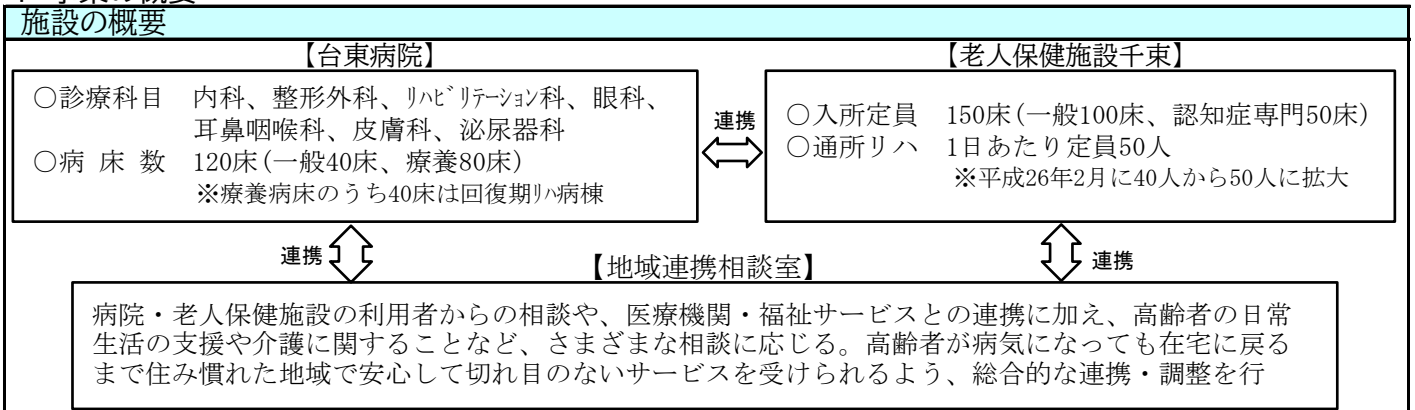 施設の概要
【台東病院】
○診療科目 内科、整形外科、ﾘﾊﾋﾞﾘﾃｰｼｮﾝ科、眼科、
耳鼻咽喉科、皮膚科、泌尿器科
○病 床 数 120床(一般40床、療養80床)
※療養病床のうち40床は回復期ﾘﾊ病棟
連携
【老人保健施設千束】
○入所定員 150床(一般100床、認知症専門50床)
○通所リハ 1日あたり定員50人
※平成26年2月に40人から50人に拡大
連携
連携
【地域連携相談室】
病院・老人保健施設の利用者からの相談や、医療機関・福祉サービスとの連携に加え、高齢者の日常
生活の支援や介護に関することなど、さまざまな相談に応じる。高齢者が病気になっても在宅に戻る
まで住み慣れた地域で安心して切れ目のないサービスを受けられるよう、総合的な連携・調整を行